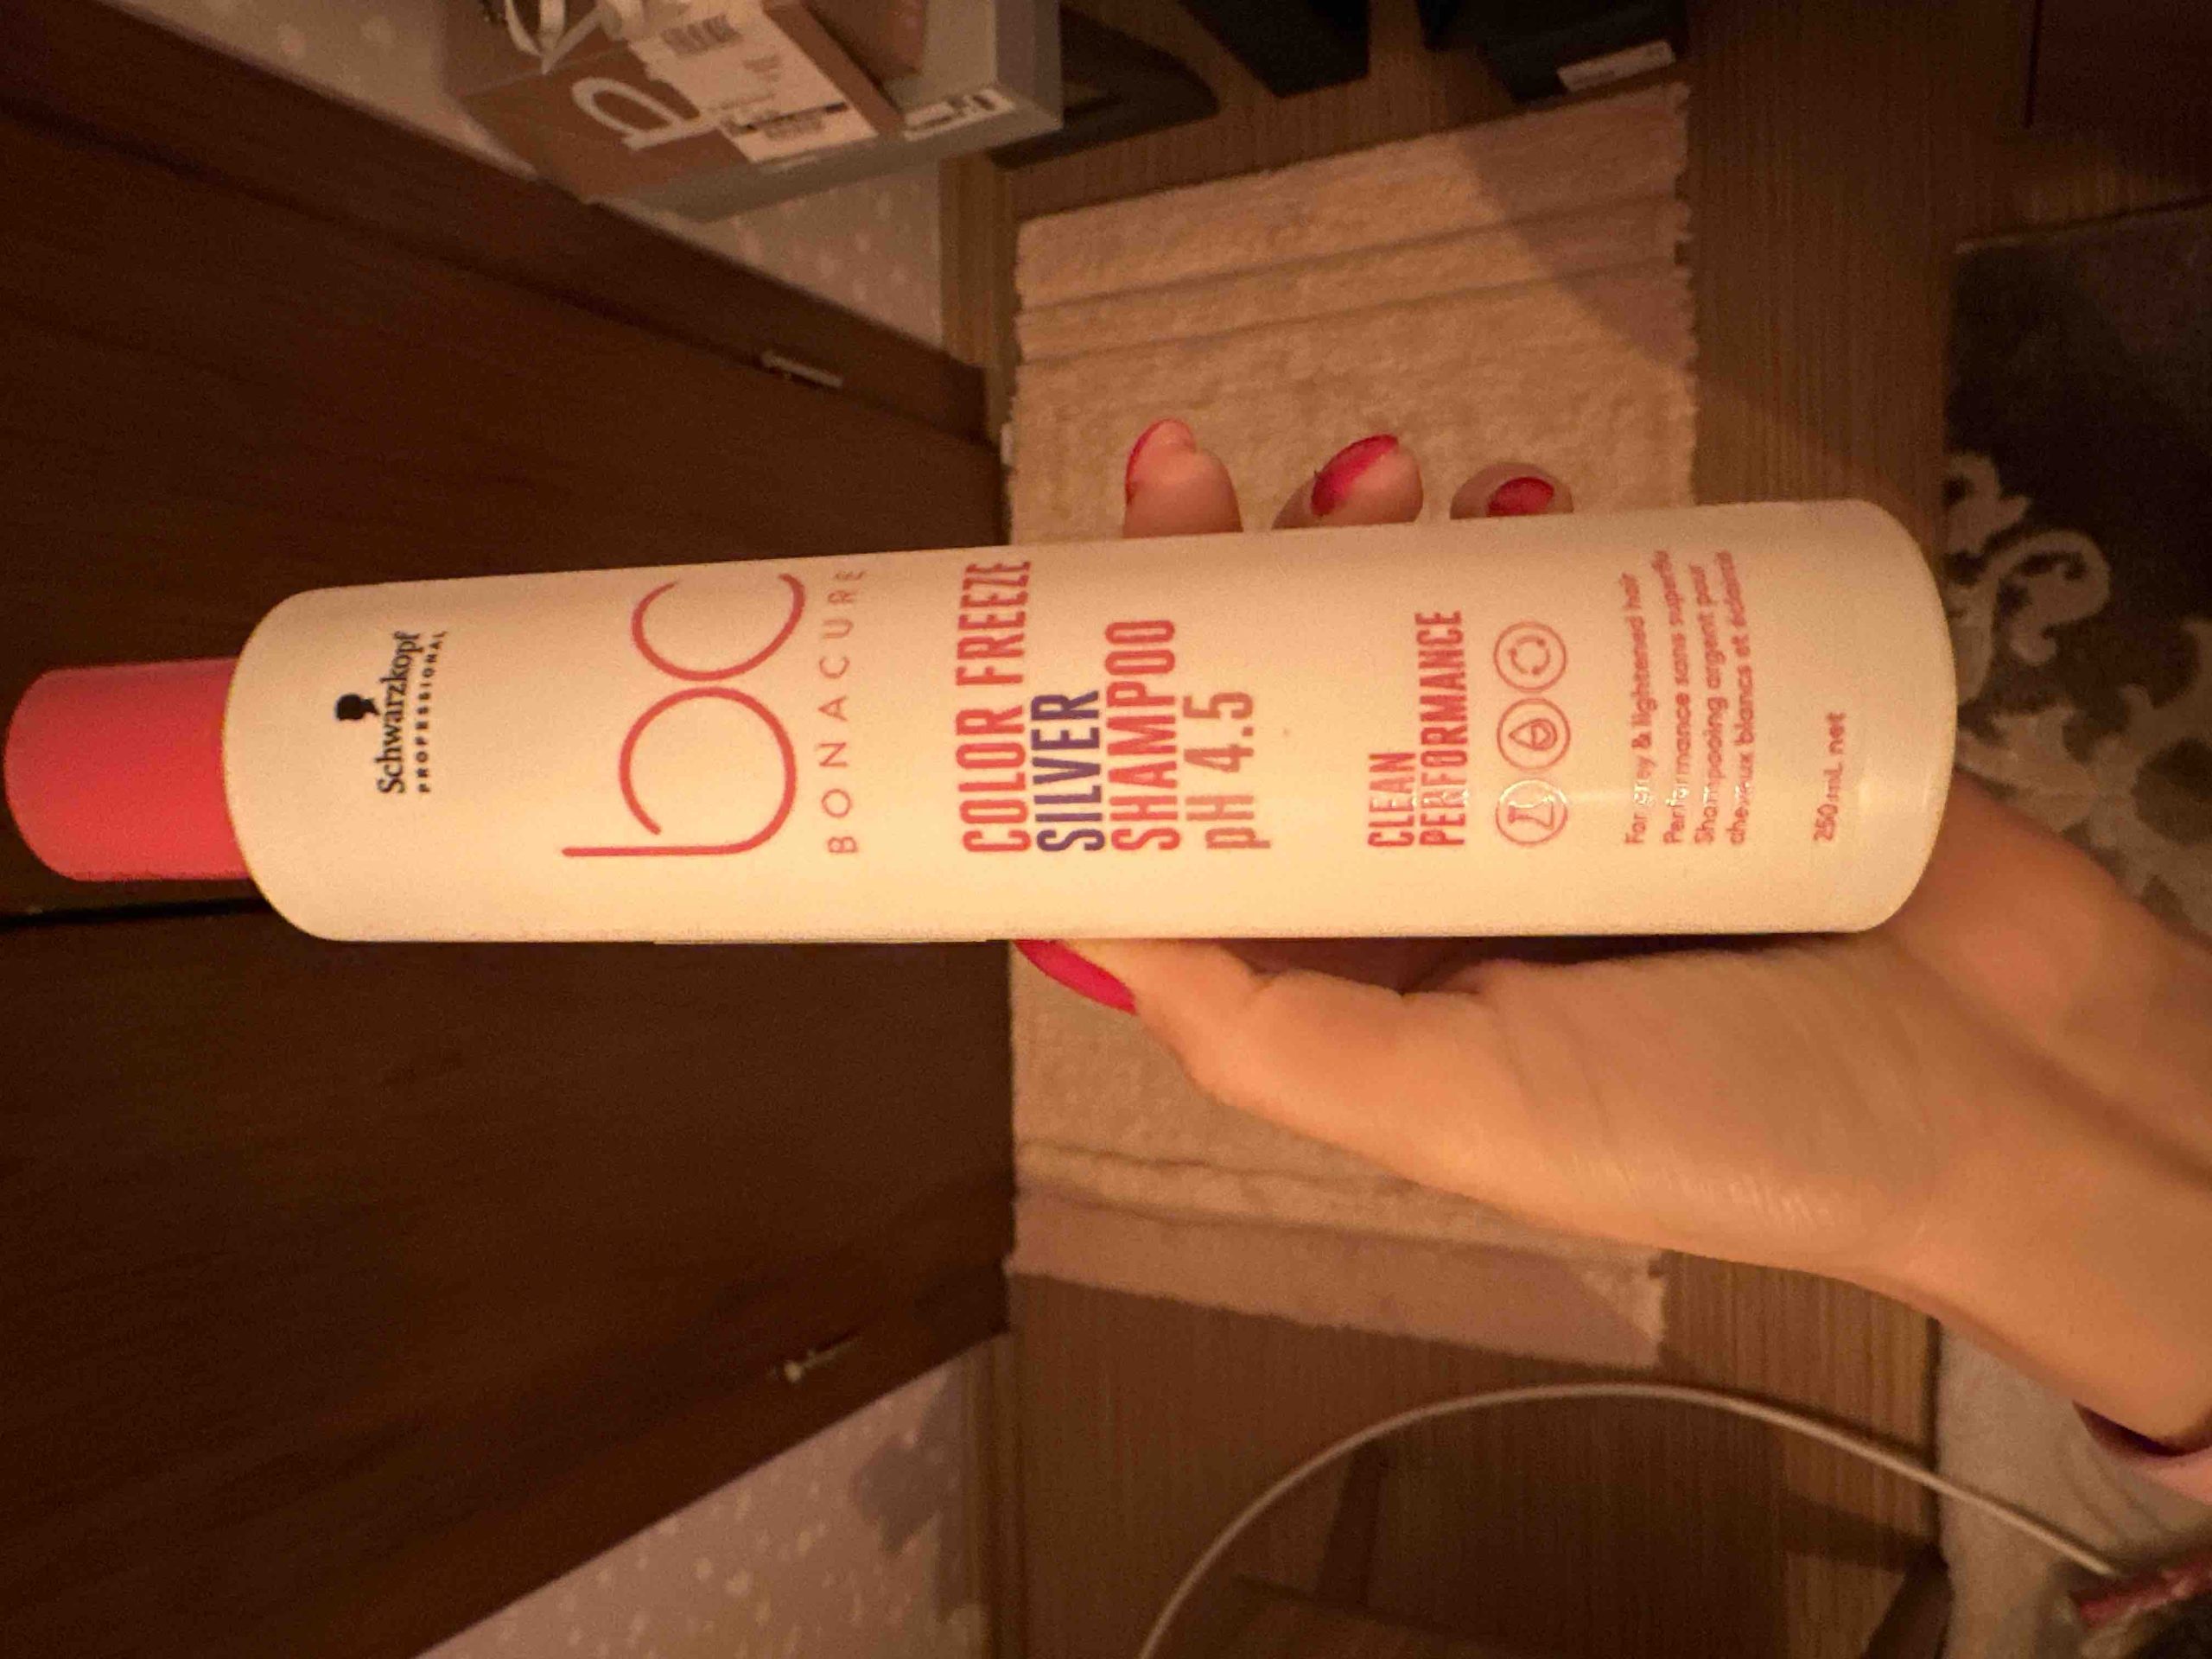 Schwarzkopf
PROFESSIONAL
bc
BONACURE
COLOR FREEZE
SILVER
SHAMPOO
pH 4.5
CLEAN
PERFORMANCE
For grey & lightened hair
Performance sans superflu
Shampooing argent pour
cheveux blancs et éclaircis
250 mL net